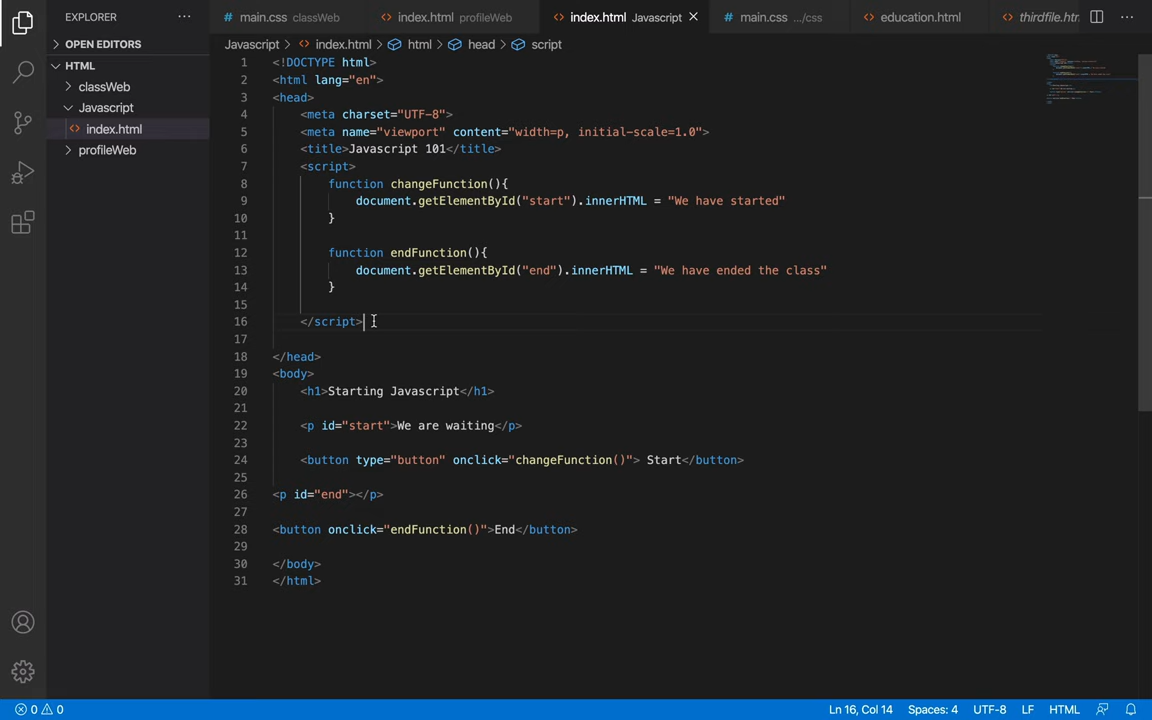 EXPLORER ···
# main.css classWeb <> index.html profileWeb <> index.html Javascript × # main.css .../css <> education.html <> thirdfile.htr ···
> OPEN EDITORS
Javascript > <> index.html > html > head > script
HTML
classWeb
Javascript
<> index.html
profileWeb
1 <!DOCTYPE html>
2 <html lang="en">
3 <head>
4 <meta charset="UTF-8">
5 <meta name="viewport" content="width=p, initial-scale=1.0">
6 <title>Javascript 101</title>
7 <script>
8 function changeFunction(){
9 document.getElementById("start").innerHTML = "We have started"
10 }
11
12 function endFunction(){
13 document.getElementById("end").innerHTML = "We have ended the class"
14 }
15
16 </script>
17
18 </head>
19 <body>
20 <h1>Starting Javascript</h1>
21
22 <p id="start">We are waiting</p>
23
24 <button type="button" onclick="changeFunction()"> Start</button>
25
26 <p id="end"></p>
27
28 <button onclick="endFunction()">End</button>
29
30 </body>
31 </html>
0 0 Ln 16, Col 14 Spaces: 4 UTF-8 LF HTML